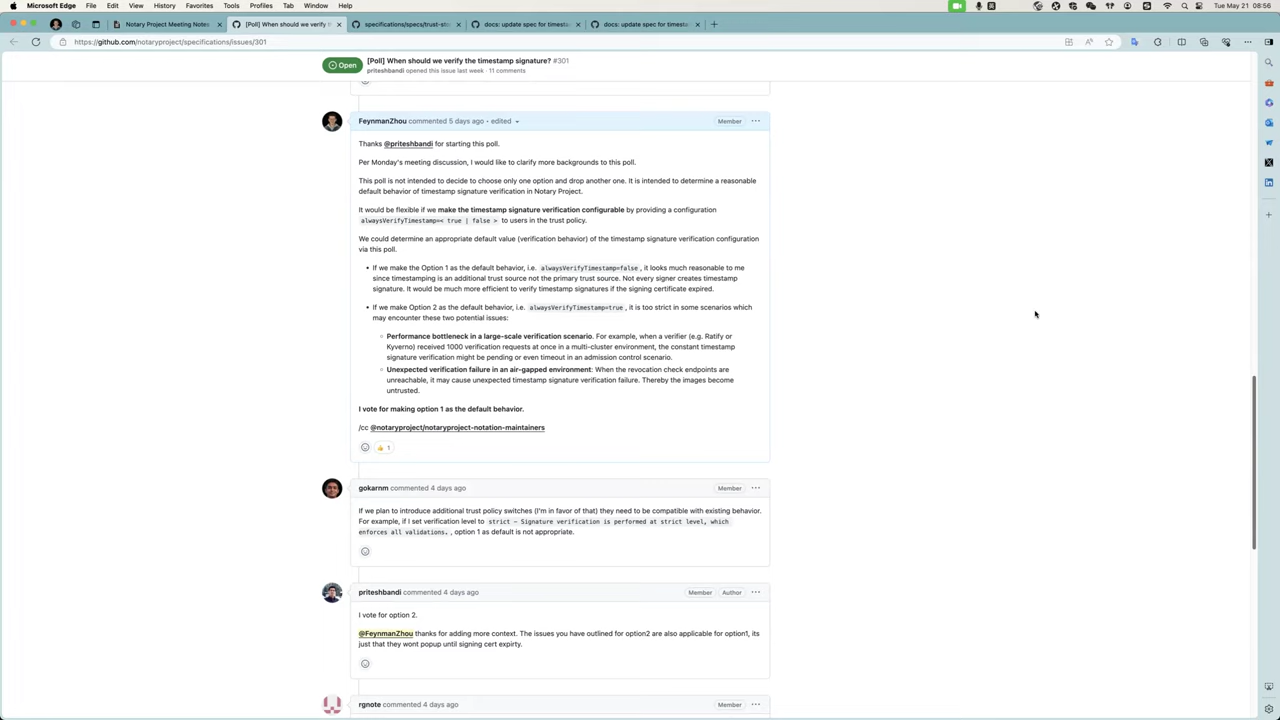 Microsoft Edge File Edit View History Favorites Tools Profiles Tab Window Help
Tue May 21 08:56
Notary Project Meeting Notes
[Poll] When should we verify th
specifications/specs/trust-sto
docs: update spec for timesta
docs: update spec for timesta
https://github.com/notaryproject/specifications/issues/301
Open
[Poll] When should we verify the timestamp signature? #301
priteshbandi opened this issue last week · 11 comments
FeynmanZhou commented 5 days ago • edited
Member
Thanks @priteshbandi for starting this poll.
Per Monday's meeting discussion, I would like to clarify more backgrounds to this poll.
This poll is not intended to decide to choose only one option and drop another one. It is intended to determine a reasonable
default behavior of timestamp signature verification in Notary Project.
It would be flexible if we make the timestamp signature verification configurable by providing a configuration
alwaysVerifyTimestamp=< true | false > to users in the trust policy.
We could determine an appropriate default value (verification behavior) of the timestamp signature verification configuration
via this poll.
• If we make the Option 1 as the default behavior, i.e. alwaysVerifyTimestamp=false, it looks much reasonable to me
since timestamping is an additional trust source not the primary trust source. Not every signer creates timestamp
signature. It would be much more efficient to verify timestamp signatures if the signing certificate expired.
• If we make Option 2 as the default behavior, i.e. alwaysVerifyTimestamp=true, it is too strict in some scenarios which
may encounter these two potential issues:
○ Performance bottleneck in a large-scale verification scenario. For example, when a verifier (e.g. Ratify or
Kyverno) received 1000 verification requests at once in a multi-cluster environment, the constant timestamp
signature verification might be pending or even timeout in an admission control scenario.
○ Unexpected verification failure in an air-gapped environment: When the revocation check endpoints are
unreachable, it may cause unexpected timestamp signature verification failure. Thereby the images become
untrusted.
I vote for making option 1 as the default behavior.
/cc @notaryproject/notaryproject-notation-maintainers
👍 1
gokarnm commented 4 days ago
Member
If we plan to introduce additional trust policy switches (I'm in favor of that) they need to be compatible with existing behavior.
For example, if I set verification level to strict – Signature verification is performed at strict level, which
enforces all validations. , option 1 as default is not appropriate.
priteshbandi commented 4 days ago
Member Author
I vote for option 2.
@FeynmanZhou thanks for adding more context. The issues you have outlined for option2 are also applicable for option1, its
just that they wont popup until signing cert expirty.
rgnote commented 4 days ago
Member